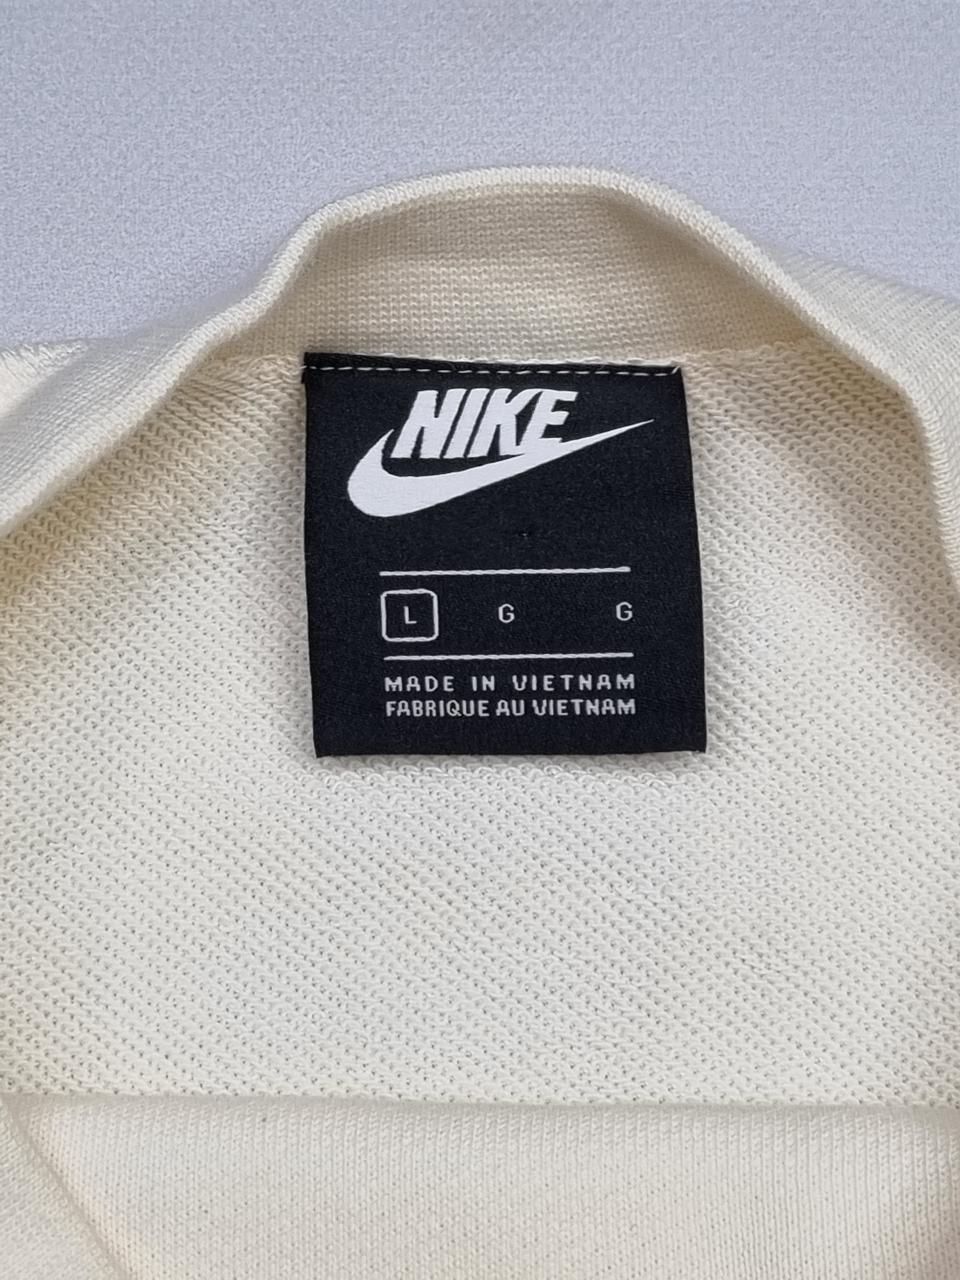 NIKE
L G G
MADE IN VIETNAM
FABRIQUE AU VIETNAM